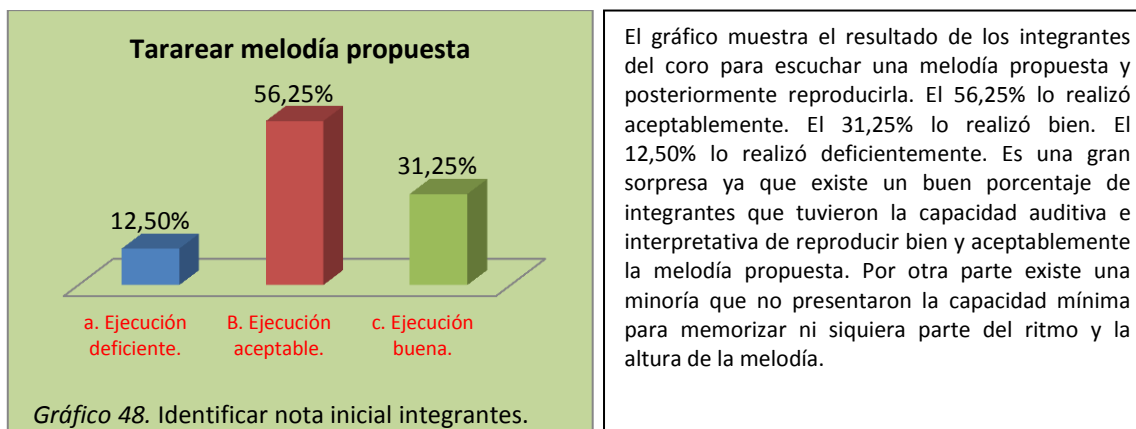 Tararear melodía propuesta
56,25%
31,25%
12,50%
a. Ejecución
deficiente.
B. Ejecución
aceptable.
c. Ejecución
buena.
Gráfico 48. Identificar nota inicial integrantes.
El gráfico muestra el resultado de los integrantes
del coro para escuchar una melodía propuesta y
posteriormente reproducirla. El 56,25% lo realizó
aceptablemente. El 31,25% lo realizó bien. El
12,50% lo realizó deficientemente. Es una gran
sorpresa ya que existe un buen porcentaje de
integrantes que tuvieron la capacidad auditiva e
interpretativa de reproducir bien y aceptablemente
la melodía propuesta. Por otra parte existe una
minoría que no presentaron la capacidad mínima
para memorizar ni siquiera parte del ritmo y la
altura de la melodía.